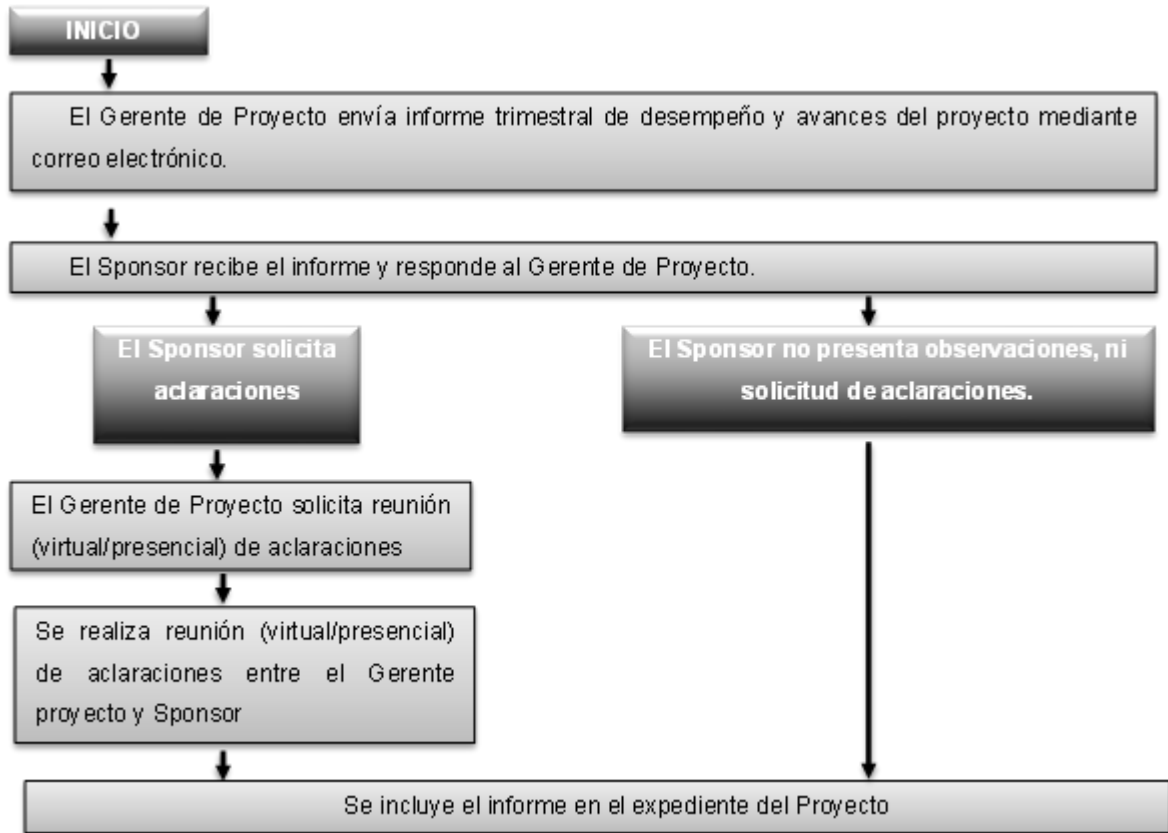 INICIO
El Gerente de Proyecto envía informe trimestral de desempeño y avances del proyecto mediante
correo electrónico.
El Sponsor recibe el informe y responde al Gerente de Proyecto.
El Sponsor solicita
aclaraciones
El Sponsor no presenta observaciones, ni
solicitud de aclaraciones.
El Gerente de Proyecto solicita reunión
(virtual/presencial) de aclaraciones
Se realiza reunión (virtual/presencial)
de aclaraciones entre el Gerente
proyecto y Sponsor
Se incluye el informe en el expediente del Proyecto